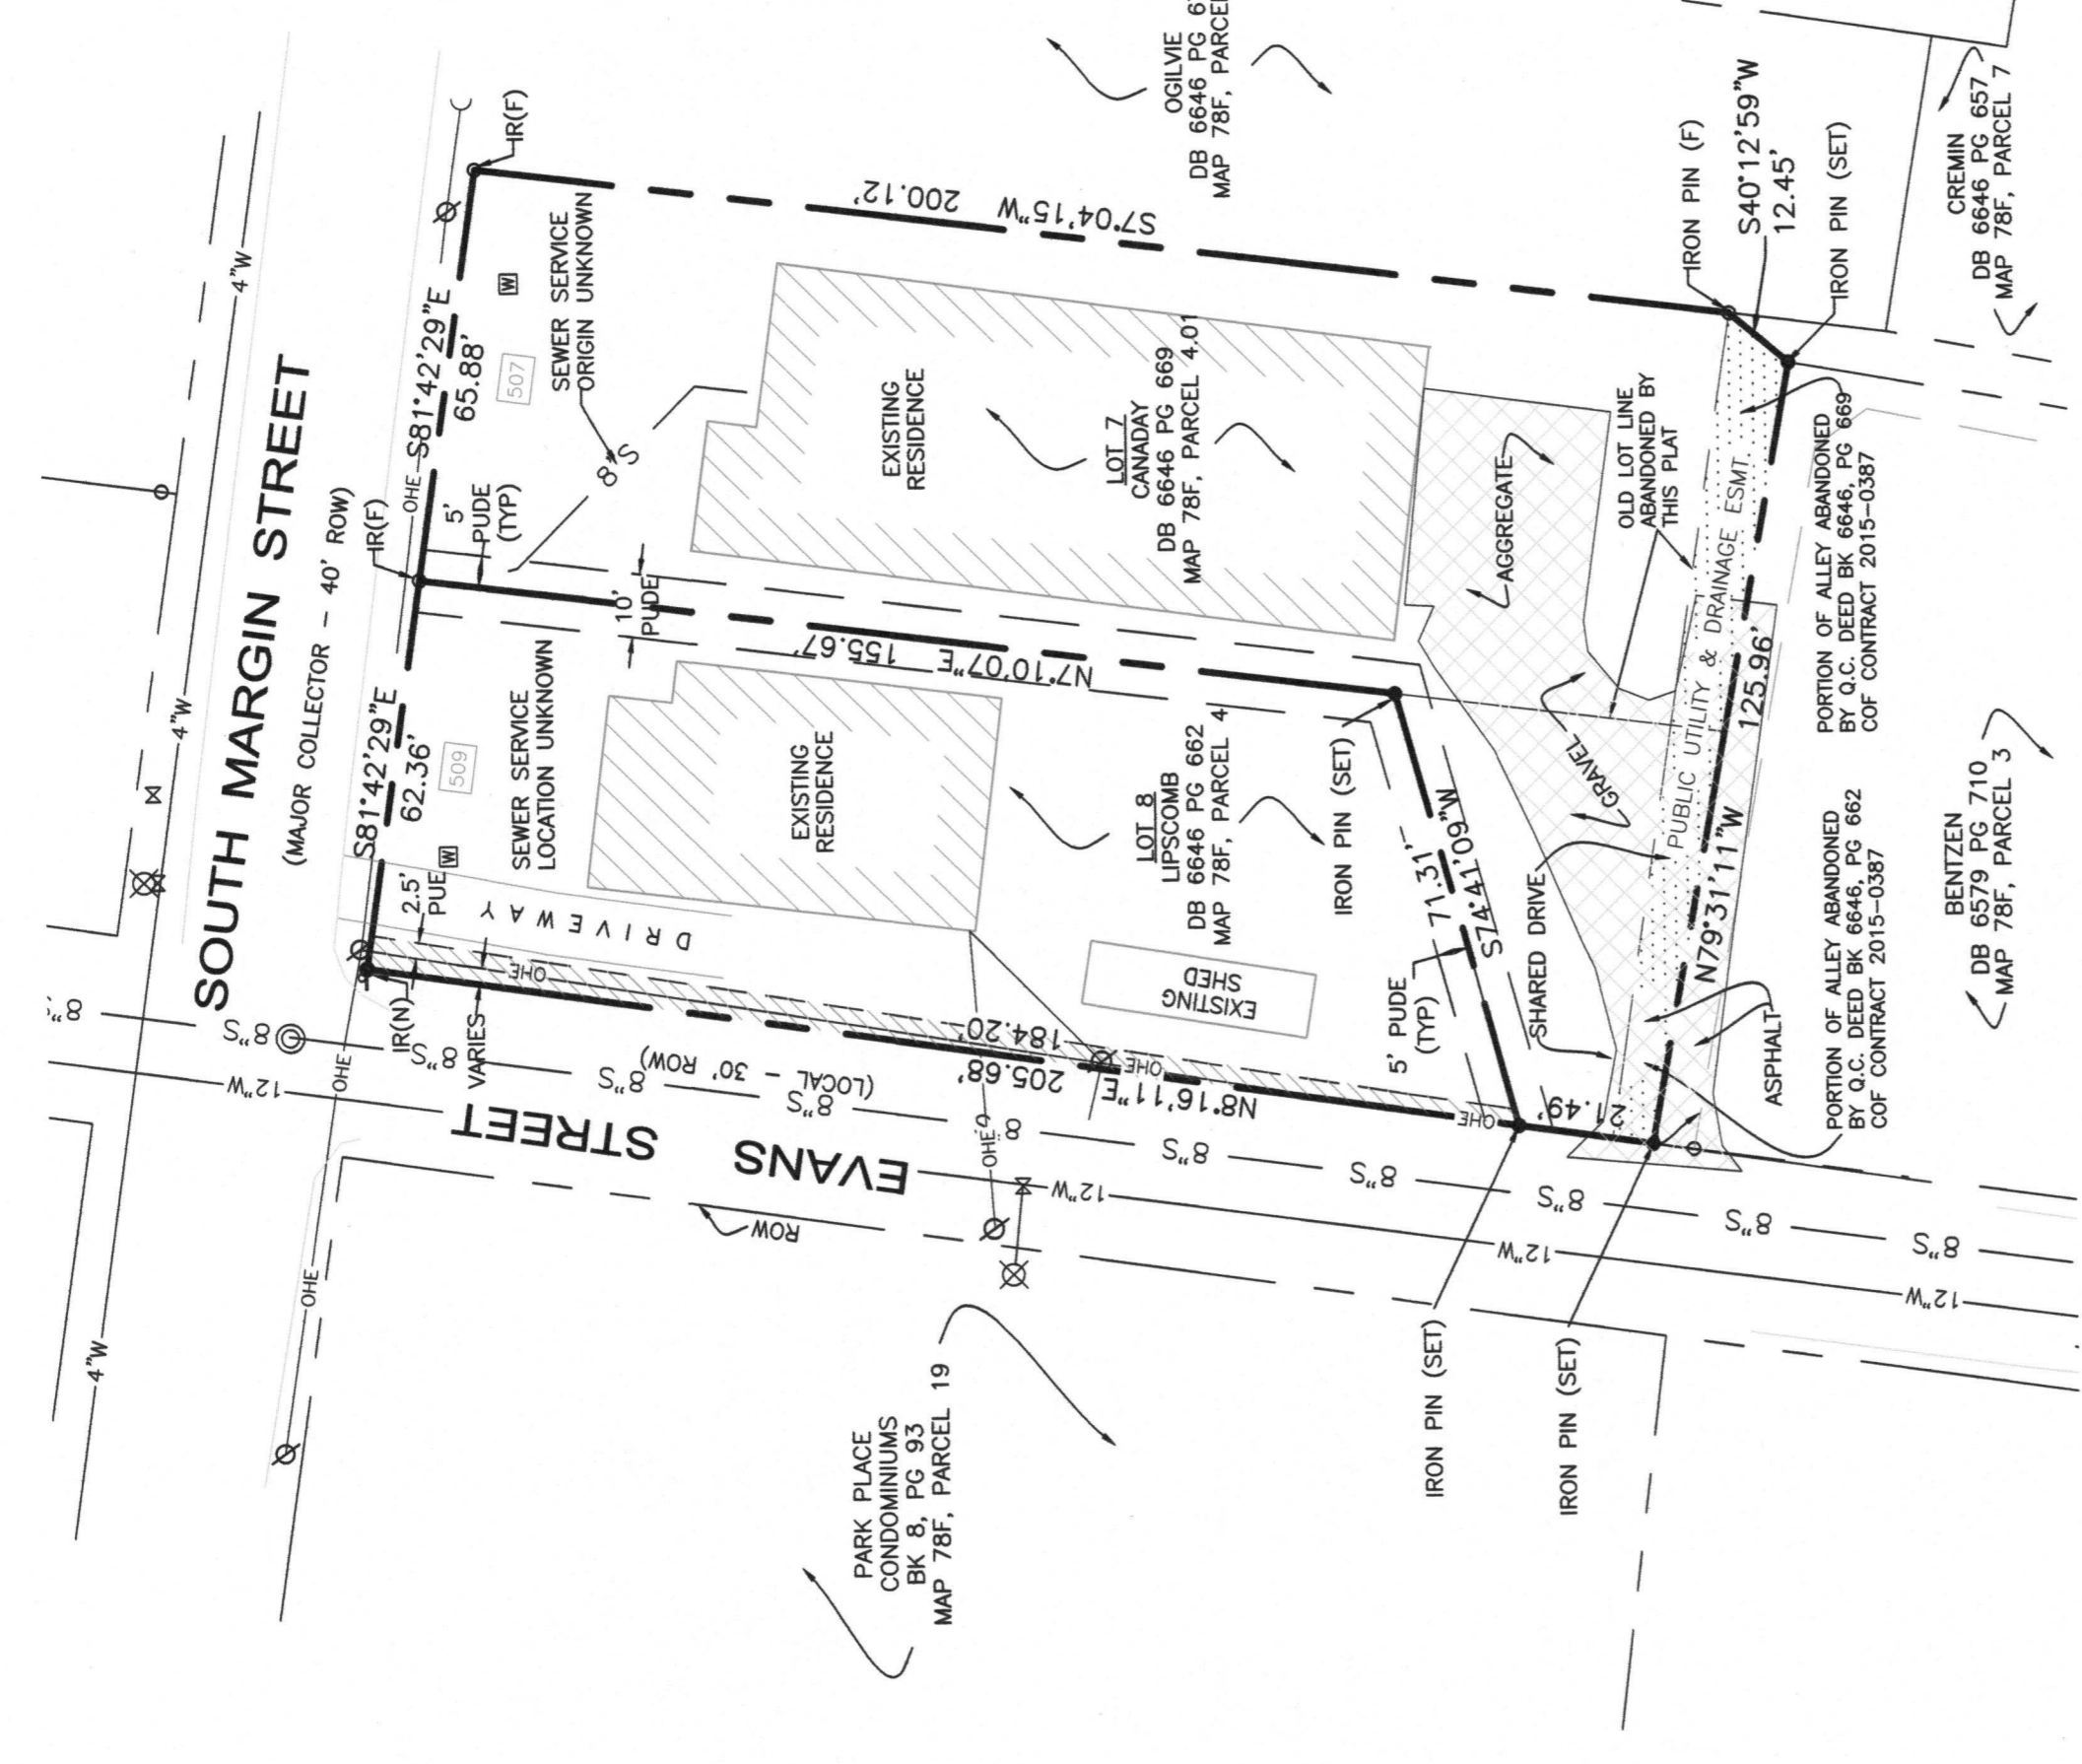 SOUTH MARGIN STREET
(MAJOR COLLECTOR – 40' ROW)
4"W
4"W
4"W
8"S
12"W
OHE
OHE
IR(F)
IR(F)
OHE
S81°42'29"E
65.88'
S81°42'29"E
62.36'
507
509
W
W
5'
PUDE
(TYP)
10'
PUDE
2.5'
PUE
SEWER SERVICE
ORIGIN UNKNOWN
8"S
SEWER SERVICE
LOCATION UNKNOWN
DRIVEWAY
IR(N)
VARIES
OHE
S7°04'15"W 200.12'
N7°10'07"E 155.67'
184.20'
205.68'
N8°16'11"E
OHE
OHE
21.49'
EXISTING
RESIDENCE
EXISTING
RESIDENCE
EXISTING
SHED
LOT 7
CANADAY
DB 6646 PG 669
MAP 78F, PARCEL 4.01
LOT 8
LIPSCOMB
DB 6646 PG 662
MAP 78F, PARCEL 4
OGILVIE
DB 6646 PG
MAP 78F, PARCEL
CREMIN
DB 6646 PG 657
MAP 78F, PARCEL 7
IRON PIN (F)
S40°12'59"W
12.45'
IRON PIN (SET)
IRON PIN (SET)
AGGREGATE
OLD LOT LINE
ABANDONED BY
THIS PLAT
GRAVEL
PUBLIC UTILITY & DRAINAGE ESMT.
125.96'
N79°31'11"W
71.31'
S74°41'09"W
5' PUDE
(TYP)
SHARED DRIVE
ASPHALT
PORTION OF ALLEY ABANDONED
BY Q.C. DEED BK 6646, PG 669
COF CONTRACT 2015-0387
PORTION OF ALLEY ABANDONED
BY Q.C. DEED BK 6646, PG 662
COF CONTRACT 2015-0387
BENTZEN
DB 6579 PG 710
MAP 78F, PARCEL 3
EVANS STREET
(LOCAL – 30' ROW)
8"S
8"S
8"S
8"S
8"S
8"S
8"S
8"S
8"S
OHE
12"W
12"W
12"W
ROW
PARK PLACE
CONDOMINIUMS
BK 8, PG 93
MAP 78F, PARCEL 19
IRON PIN (SET)
IRON PIN (SET)